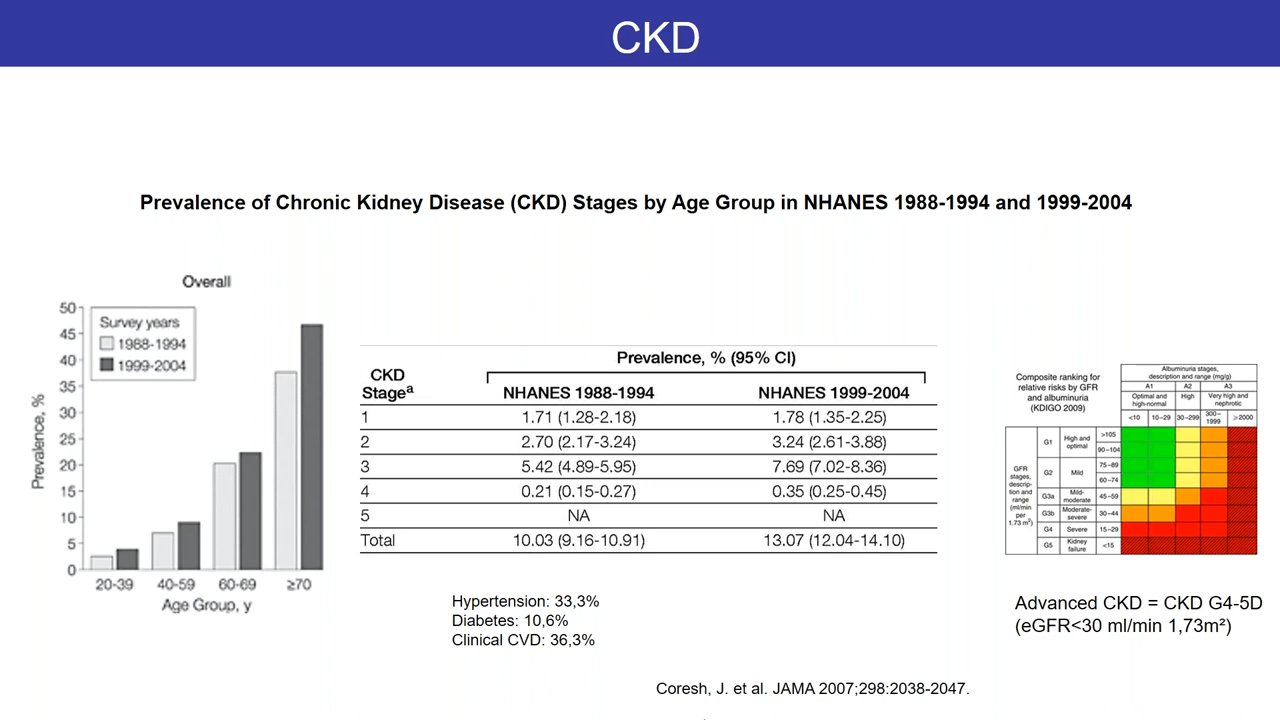 CKD
Prevalence of Chronic Kidney Disease (CKD) Stages by Age Group in NHANES 1988-1994 and 1999-2004
Overall
Survey years
1988-1994
1999-2004
Prevalence, %
50
45
40
35
30
25
20
15
10
5
0
20-39 40-59 60-69 ≥70
Age Group, y
Prevalence, % (95% CI)
CKD
Stageª NHANES 1988-1994 NHANES 1999-2004
1 1.71 (1.28-2.18) 1.78 (1.35-2.25)
2 2.70 (2.17-3.24) 3.24 (2.61-3.88)
3 5.42 (4.89-5.95) 7.69 (7.02-8.36)
4 0.21 (0.15-0.27) 0.35 (0.25-0.45)
5 NA NA
Total 10.03 (9.16-10.91) 13.07 (12.04-14.10)
Hypertension: 33,3%
Diabetes: 10,6%
Clinical CVD: 36,3%
Composite ranking for
relative risks by GFR
and albuminuria
(KDIGO 2009)
Albuminuria stages,
description and range (mg/g)
A1 A2 A3
Optimal and
high-normal
High
Very high and
nephrotic
<10 10–29 30–299 300–
1999
>2000
GFR
stages,
descrip-
tion and
range
(ml/min
per
1.73 m²)
G1 High and
optimal
>105
90–104
G2 Mild 75–89
60–74
G3a Mild-
moderate
45–59
G3b Moderate-
severe
30–44
G4 Severe 15–29
G5 Kidney
failure
<15
Advanced CKD = CKD G4-5D
(eGFR<30 ml/min 1,73m²)
Coresh, J. et al. JAMA 2007;298:2038-2047.